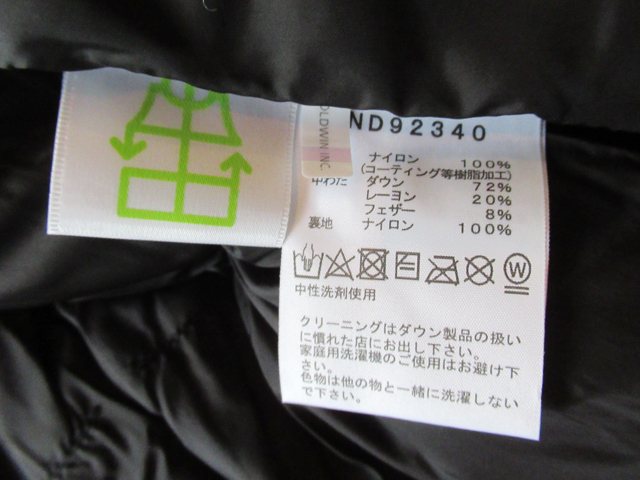 OLDWIN INC
ND92340
ナイロン 100%
(コーティング等樹脂加工)
中わた ダウン 72%
レーヨン 20%
フェザー 8%
裏地 ナイロン 100%
W
中性洗剤使用
クリーニングはダウン製品の扱い
に慣れた店にお出し下さい。
家庭用洗濯機のご使用はお避け下
さい。
色物は他の物と一緒に洗濯しない
で下さい。